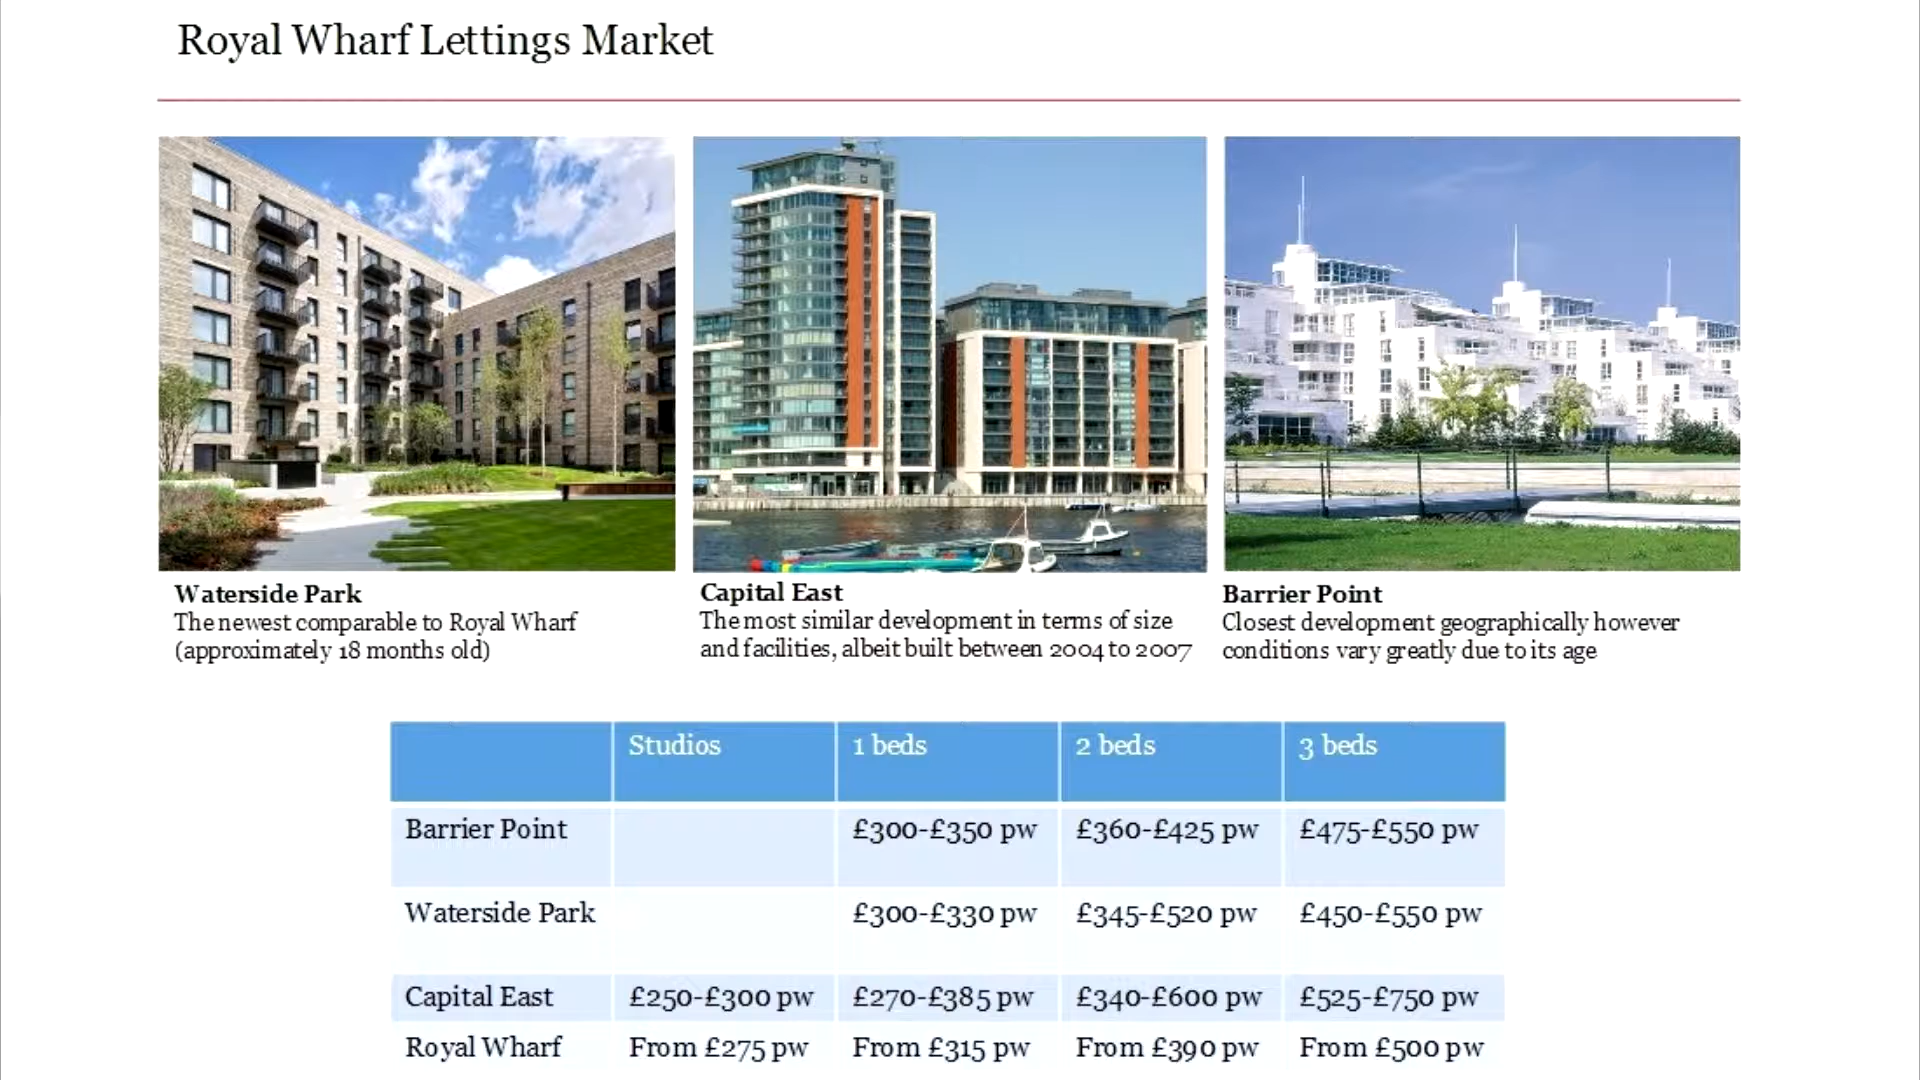 Royal Wharf Lettings Market
Waterside Park
The newest comparable to Royal Wharf
(approximately 18 months old)
Capital East
The most similar development in terms of size
and facilities, albeit built between 2004 to 2007
Barrier Point
Closest development geographically however
conditions vary greatly due to its age
Studios 1 beds 2 beds 3 beds
Barrier Point £300-£350 pw £360-£425 pw £475-£550 pw
Waterside Park £300-£330 pw £345-£520 pw £450-£550 pw
Capital East £250-£300 pw £270-£385 pw £340-£600 pw £525-£750 pw
Royal Wharf From £275 pw From £315 pw From £390 pw From £500 pw